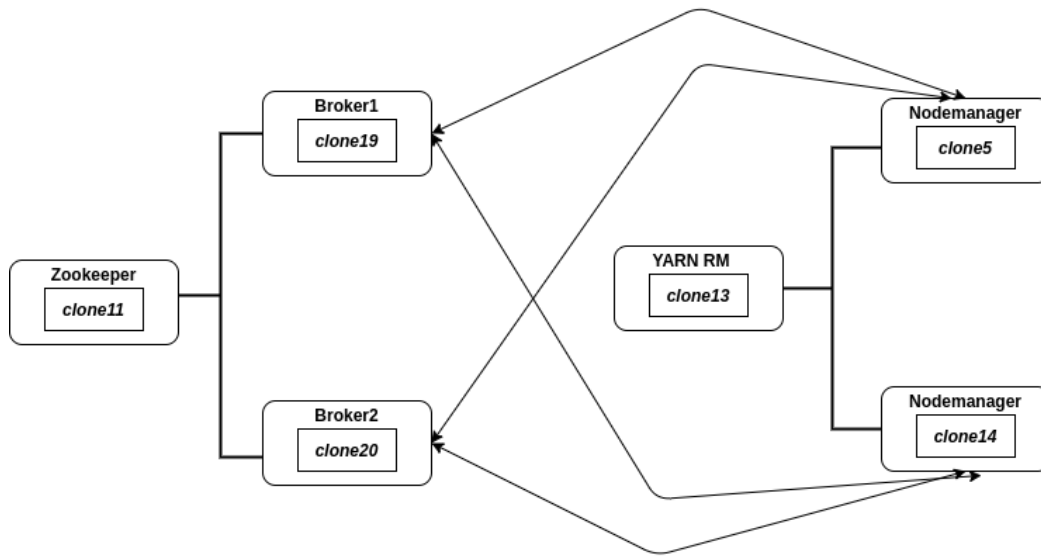 Broker1
clone19
Nodemanager
clone5
Zookeeper
clone11
YARN RM
clone13
Broker2
clone20
Nodemanager
clone14